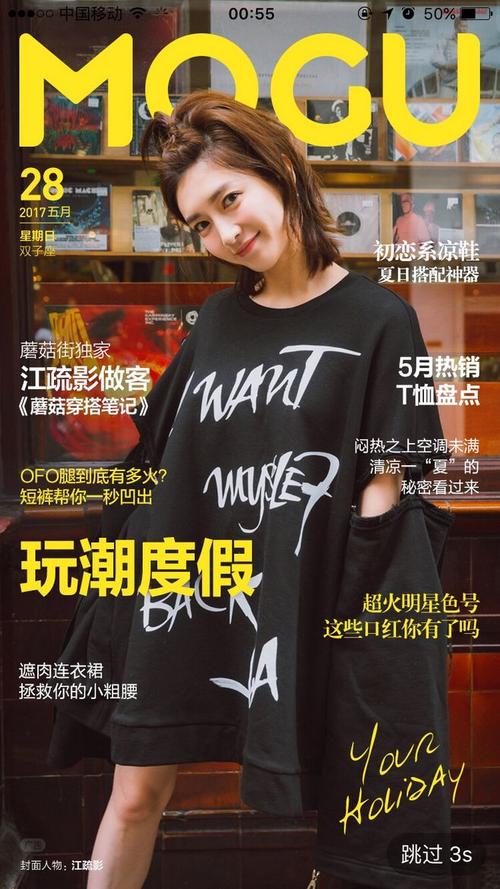 中国移动
00:55
50%
MOGU
28
2017五月
星期日
双子座
初恋系凉鞋
夏日搭配神器
蘑菇街独家
江疏影做客
《蘑菇穿搭笔记》
5月热销
T恤盘点
I WANT
MYSLE7
BACK
闷热之上空调未满
清凉一“夏”的
秘密看过来
OFO腿到底有多火?
短裤帮你一秒凹出
玩潮度假
超火明星色号
这些口红你有了吗
遮肉连衣裙
拯救你的小粗腰
YOUR
HOLIDAY
广告
封面人物：江疏影
跳过 3s